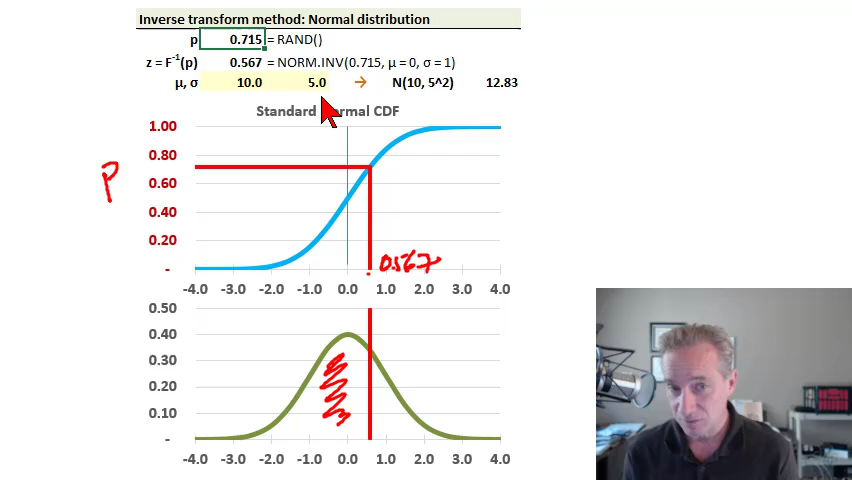 Inverse transform method: Normal distribution
p 0.715 = RAND()
z = F-1(p) 0.567 = NORM.INV(0.715, μ = 0, σ = 1)
μ, σ 10.0 5.0 → N(10, 5^2) 12.83
Standard rmal CDF
1.00
0.80
P
0.60
0.40
0.20
-
0.567
-4.0 -3.0 -2.0 -1.0 0.0 1.0 2.0 3.0 4.0
0.50
0.40
0.30
0.20
0.10
-
-4.0 -3.0 -2.0 -1.0 0.0 1.0 2.0 3.0 4.0